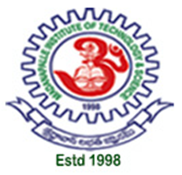 MADANAPALLE INSTITUTE OF TECHNOLOGY & SCIENCE
1998
Estd 1998